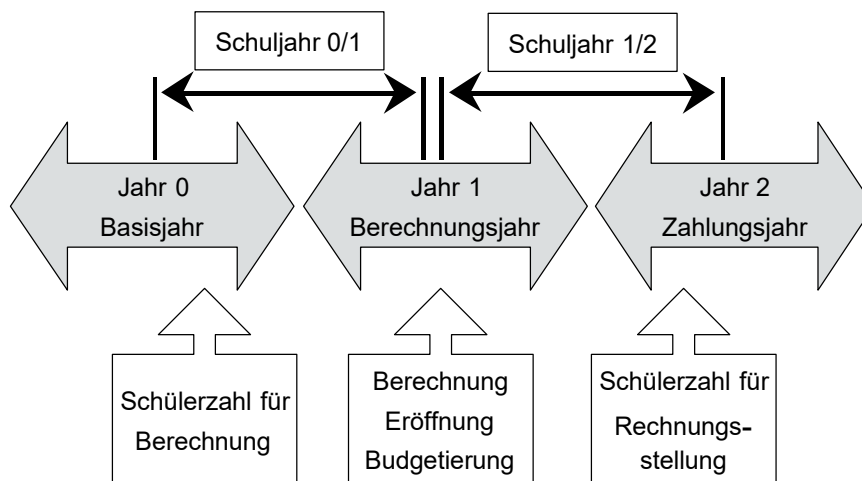 Schuljahr 0/1
Schuljahr 1/2
Jahr 0
Basisjahr
Jahr 1
Berechnungsjahr
Jahr 2
Zahlungsjahr
Schülerzahl für
Berechnung
Berechnung
Eröffnung
Budgetierung
Schülerzahl für
Rechnungs-
stellung